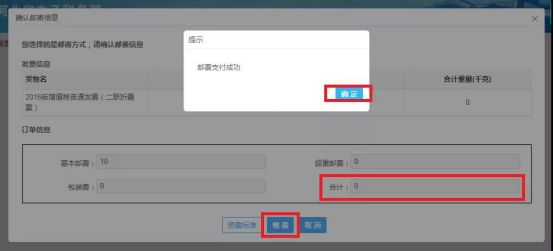 确认邮寄信息
您选择的是邮寄方式，请确认邮寄信息
提示
邮票支付成功
确定
发票信息
货物名
合计重量(千克)
2016版增值税普通发票（二联折叠
票）
0
订单信息
基本邮费：10
超重邮费：0
包装费：0
合计：0
资费标准
取消